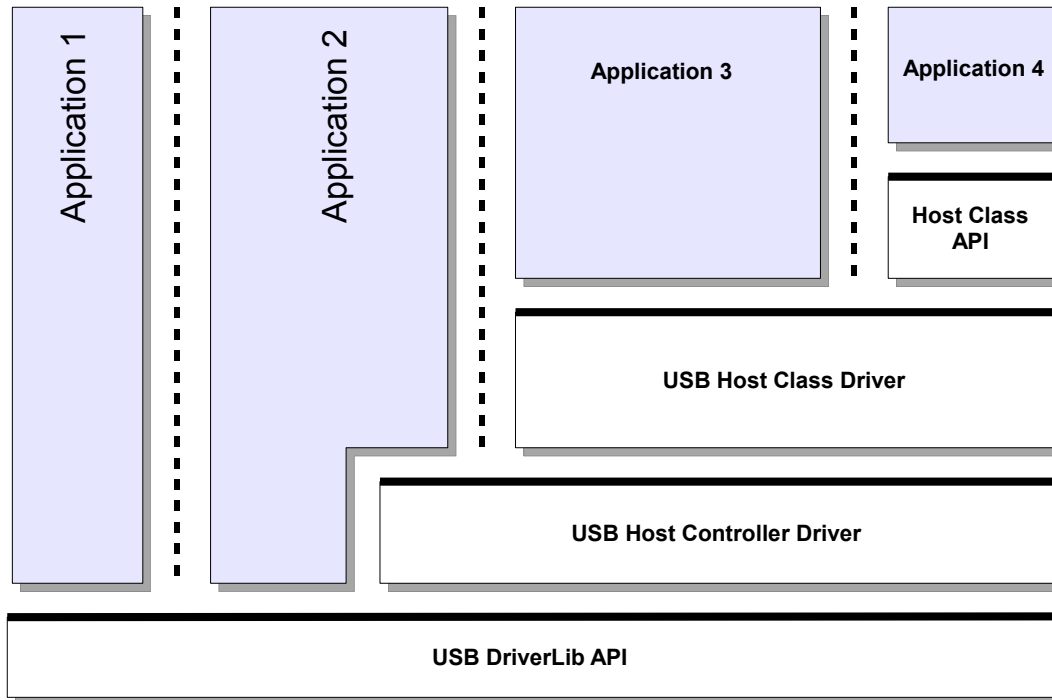 Application 1
Application 2
Application 3
Application 4
Host Class
API
USB Host Class Driver
USB Host Controller Driver
USB DriverLib API